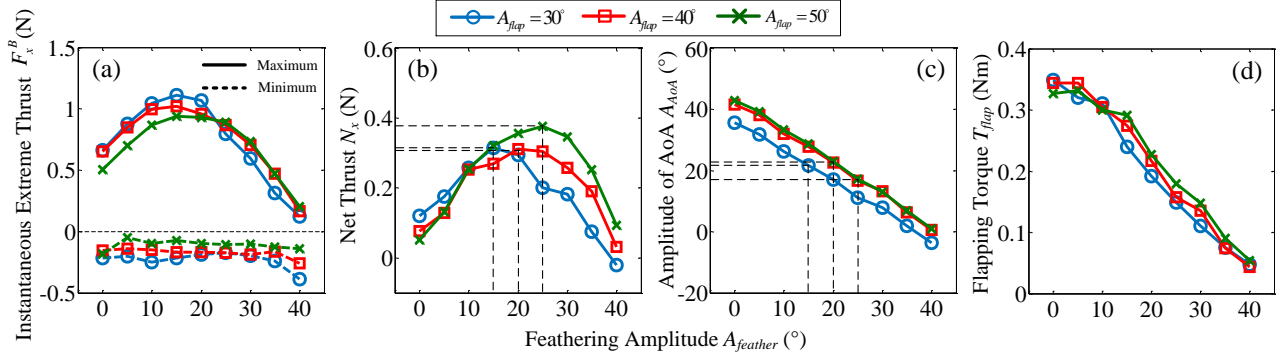 A_flap = 30° A_flap = 40° A_flap = 50°
Instantaneous Extreme Thrust F_x^B (N)
1.5
1
0.5
0
-0.5
(a)
Maximum
Minimum
0 10 20 30 40
Net Thrust N_x (N)
0.6
0.4
0.2
0
(b)
0 10 20 30 40
Amplitude of AoA A_AoA (°)
60
40
20
0
-20
(c)
0 10 20 30 40
Flapping Torque T_flap (Nm)
0.4
0.3
0.2
0.1
0
(d)
0 10 20 30 40
Feathering Amplitude A_feather (°)